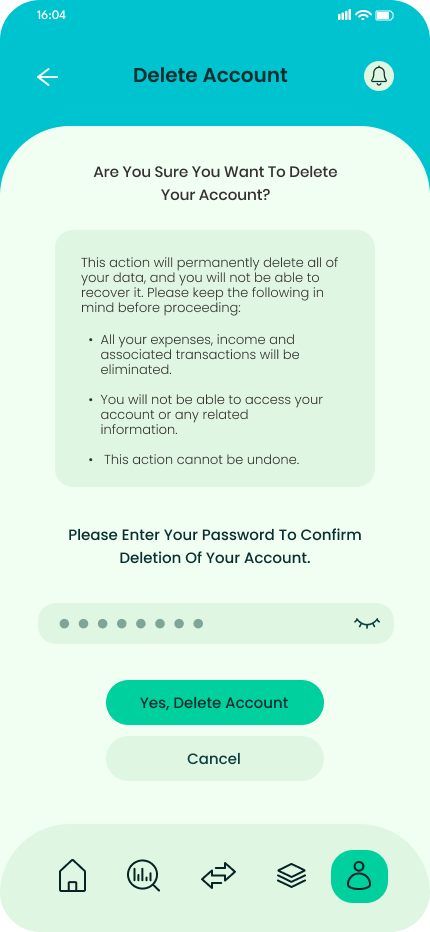 16:04
Delete Account
Are You Sure You Want To Delete
Your Account?
This action will permanently delete all of
your data, and you will not be able to
recover it. Please keep the following in
mind before proceeding:
• All your expenses, income and
associated transactions will be
eliminated.
• You will not be able to access your
account or any related
information.
• This action cannot be undone.
Please Enter Your Password To Confirm
Deletion Of Your Account.
Yes, Delete Account
Cancel